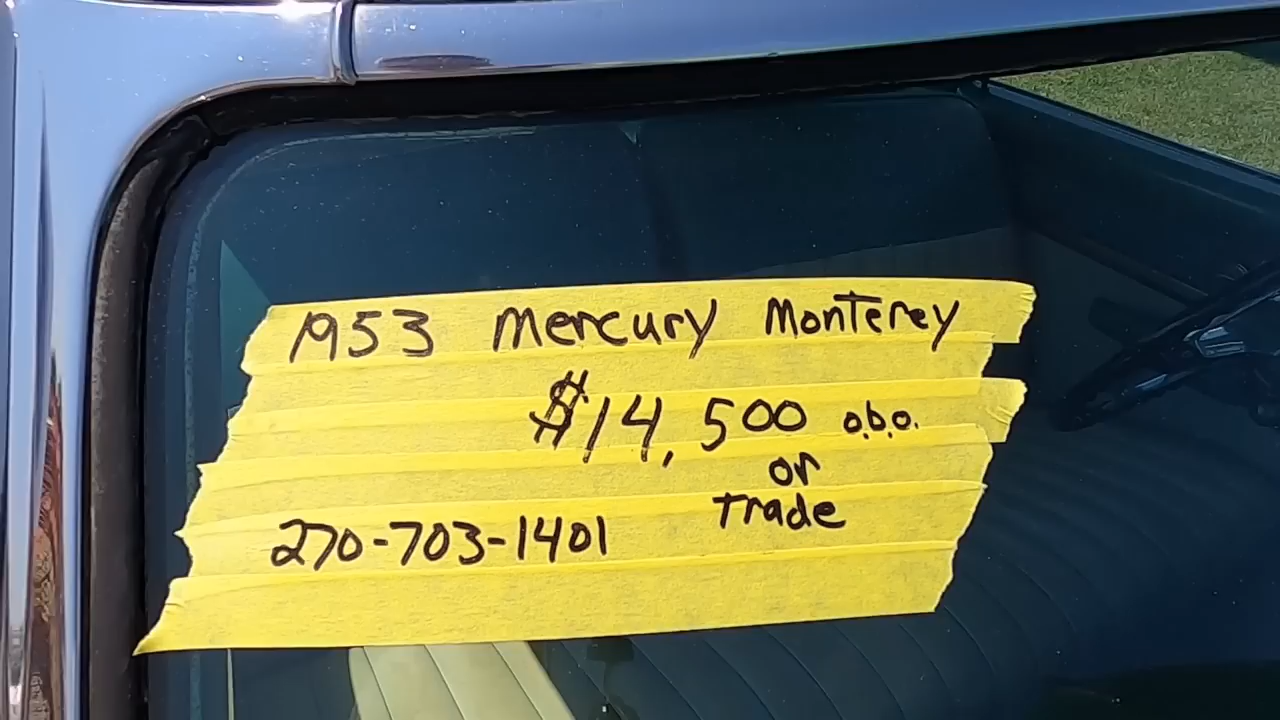 1953 Mercury Monterey
$14,500 o.b.o.
or
Trade
270-703-1401